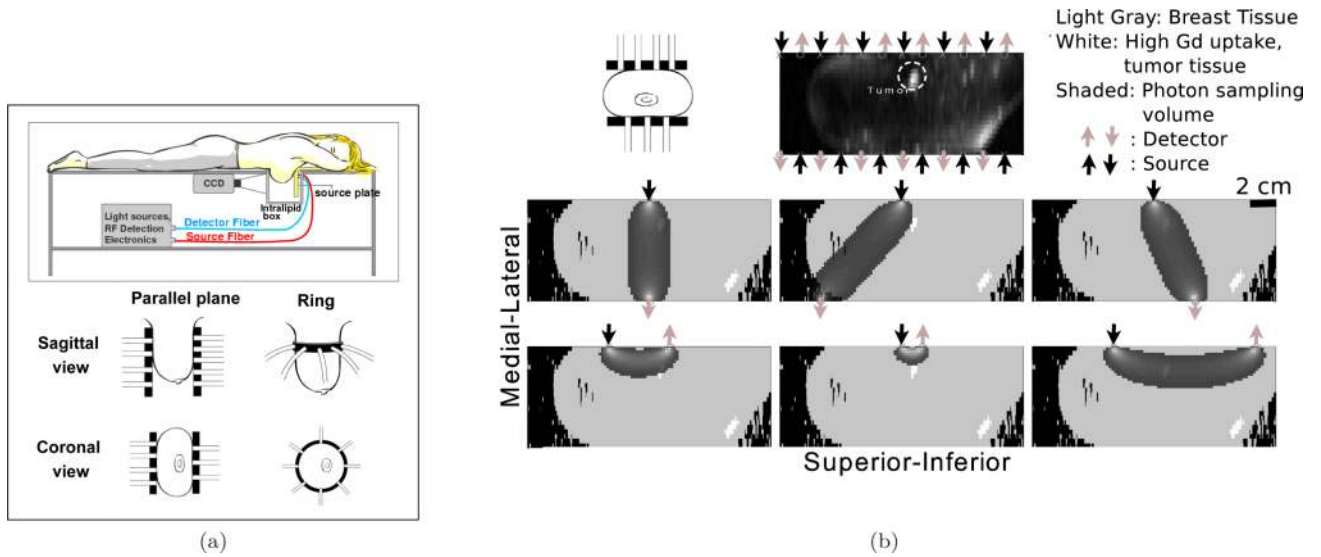 CCD
source plate
Intralipid
box
Light sources,
RF Detection
Electronics
Detector Fiber
Source Fiber
Parallel plane
Ring
Sagittal
view
Coronal
view
(a)
Tumor
Light Gray: Breast Tissue
White: High Gd uptake,
tumor tissue
Shaded: Photon sampling
volume
: Detector
: Source
2 cm
Medial-Lateral
Superior-Inferior
(b)